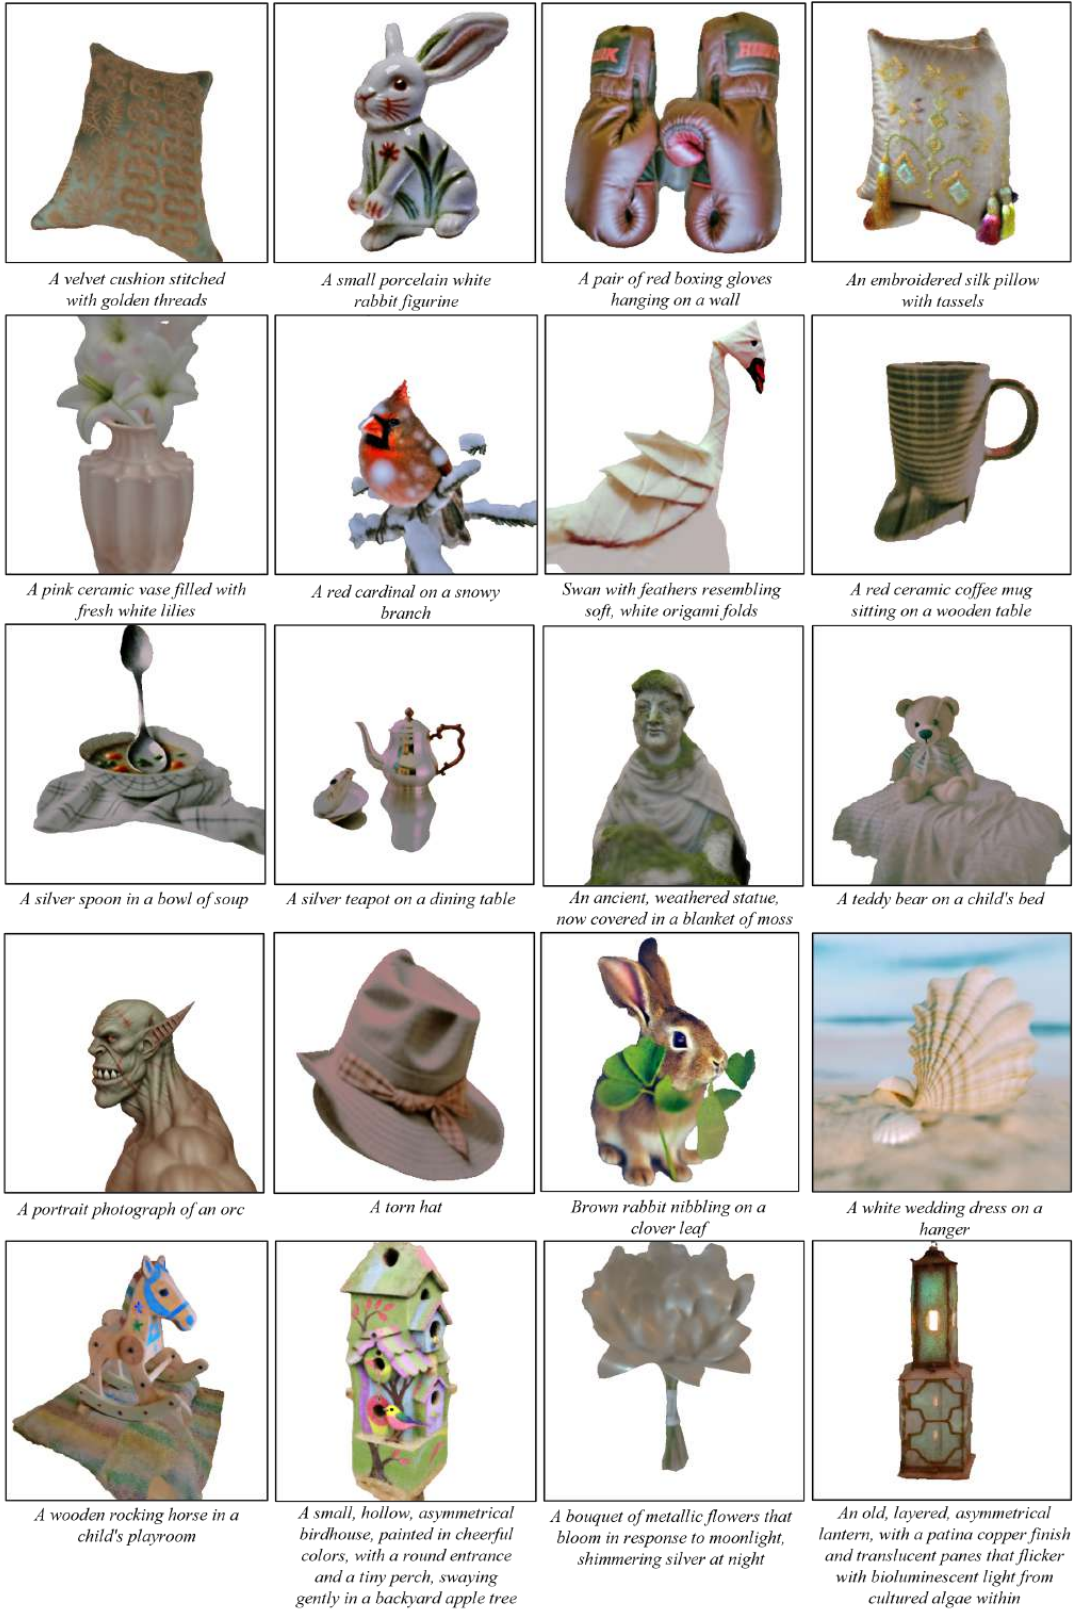 A velvet cushion stitched
with golden threads
A small porcelain white
rabbit figurine
A pair of red boxing gloves
hanging on a wall
An embroidered silk pillow
with tassels
A pink ceramic vase filled with
fresh white lilies
A red cardinal on a snowy
branch
Swan with feathers resembling
soft, white origami folds
A red ceramic coffee mug
sitting on a wooden table
A silver spoon in a bowl of soup
A silver teapot on a dining table
An ancient, weathered statue,
now covered in a blanket of moss
A teddy bear on a child's bed
A portrait photograph of an orc
A torn hat
Brown rabbit nibbling on a
clover leaf
A white wedding dress on a
hanger
A wooden rocking horse in a
child's playroom
A small, hollow, asymmetrical
birdhouse, painted in cheerful
colors, with a round entrance
and a tiny perch, swaying
gently in a backyard apple tree
A bouquet of metallic flowers that
bloom in response to moonlight,
shimmering silver at night
An old, layered, asymmetrical
lantern, with a patina copper finish
and translucent panes that flicker
with bioluminescent light from
cultured algae within